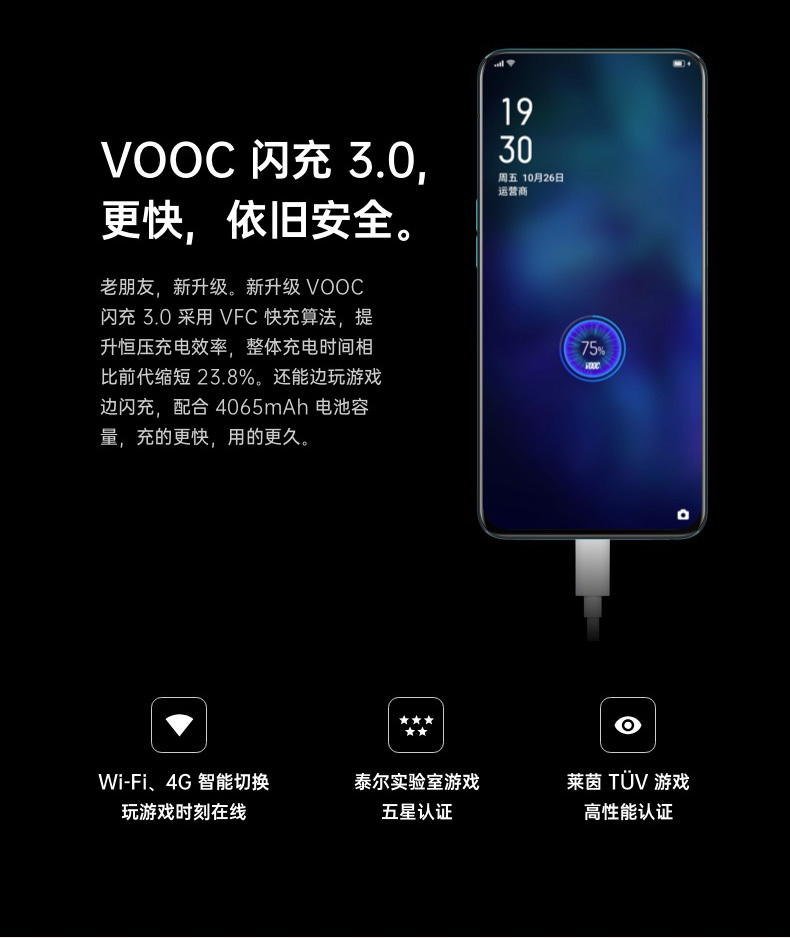 VOOC 闪充 3.0,
更快，依旧安全。
老朋友，新升级。新升级 VOOC
闪充 3.0 采用 VFC 快充算法，提
升恒压充电效率，整体充电时间相
比前代缩短 23.8%。还能边玩游戏
边闪充，配合 4065mAh 电池容
量，充的更快，用的更久。
19
30
周五 10月26日
运营商
75%
VOOC
Wi-Fi、4G 智能切换
玩游戏时刻在线
泰尔实验室游戏
五星认证
莱茵 TÜV 游戏
高性能认证